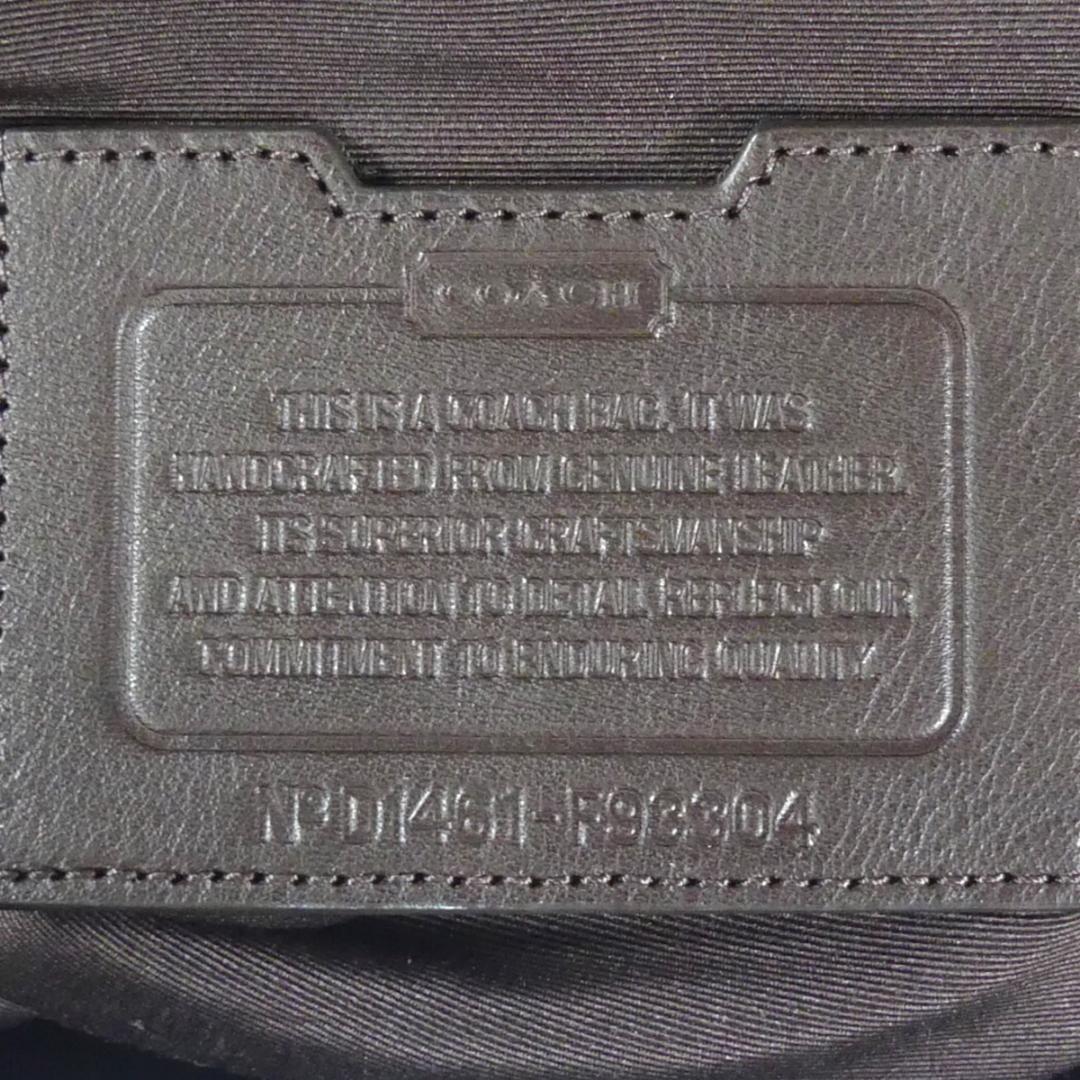 COACH
THIS IS A COACH BAG. IT WAS
HANDCRAFTED FROM GENUINE LEATHER.
ITS SUPERIOR CRAFTSMANSHIP
AND ATTENTION TO DETAIL REFLECT OUR
COMMITMENT TO ENDURING QUALITY.
Nº D1461-F93304